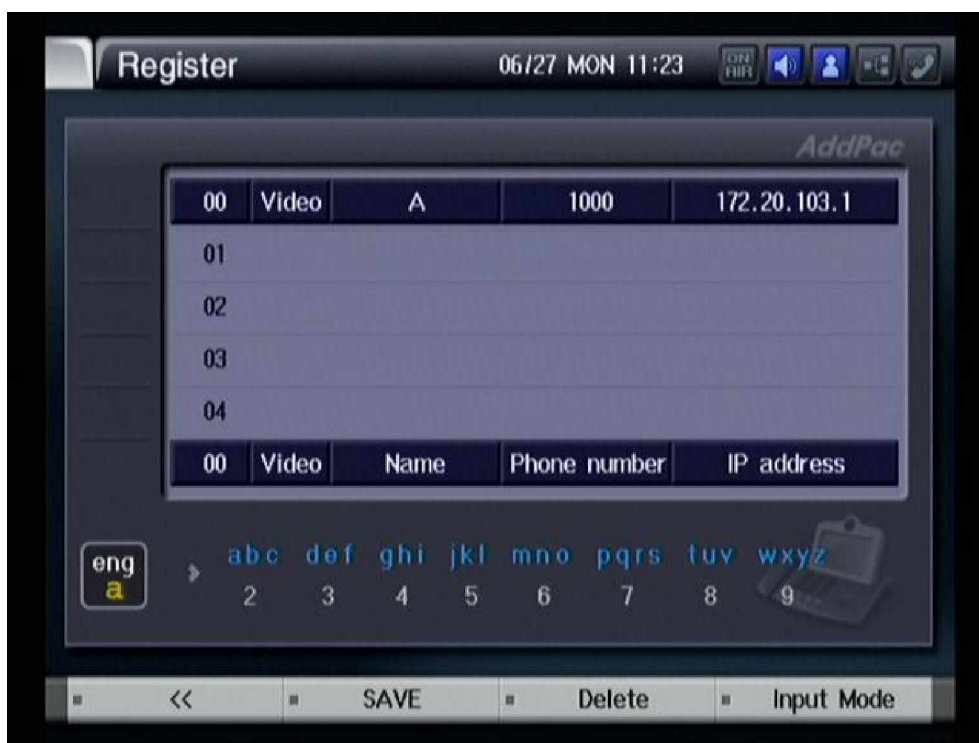 Register 06/27 MON 11:23 ON AIR
AddPac
00 Video A 1000 172.20.103.1
01
02
03
04
00 Video Name Phone number IP address
eng abc def ghi jkl mno pqrs tuv wxyz
a 2 3 4 5 6 7 8 9
<< SAVE Delete Input Mode